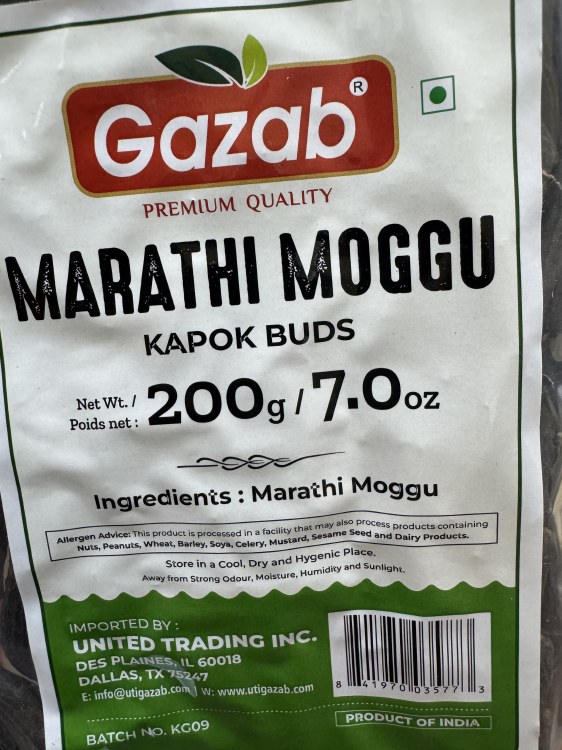 Gazab®
PREMIUM QUALITY
MARATHI MOGGU
KAPOK BUDS
Net Wt. /
Poids net :
200g / 7.0oz
Ingredients : Marathi Moggu
Allergen Advice: This product is processed in a facility that may also process products containing
Nuts, Peanuts, Wheat, Barley, Soya, Celery, Mustard, Sesame Seed and Dairy Products.
Store in a Cool, Dry and Hygenic Place.
Away from Strong Odour, Moisture, Humidity and Sunlight.
IMPORTED BY :
UNITED TRADING INC.
DES PLAINES, IL 60018
DALLAS, TX 75247
E: info@utigazab.com | W: www.utigazab.com
BATCH NO. KG09
8 41970 03577 3
PRODUCT OF INDIA